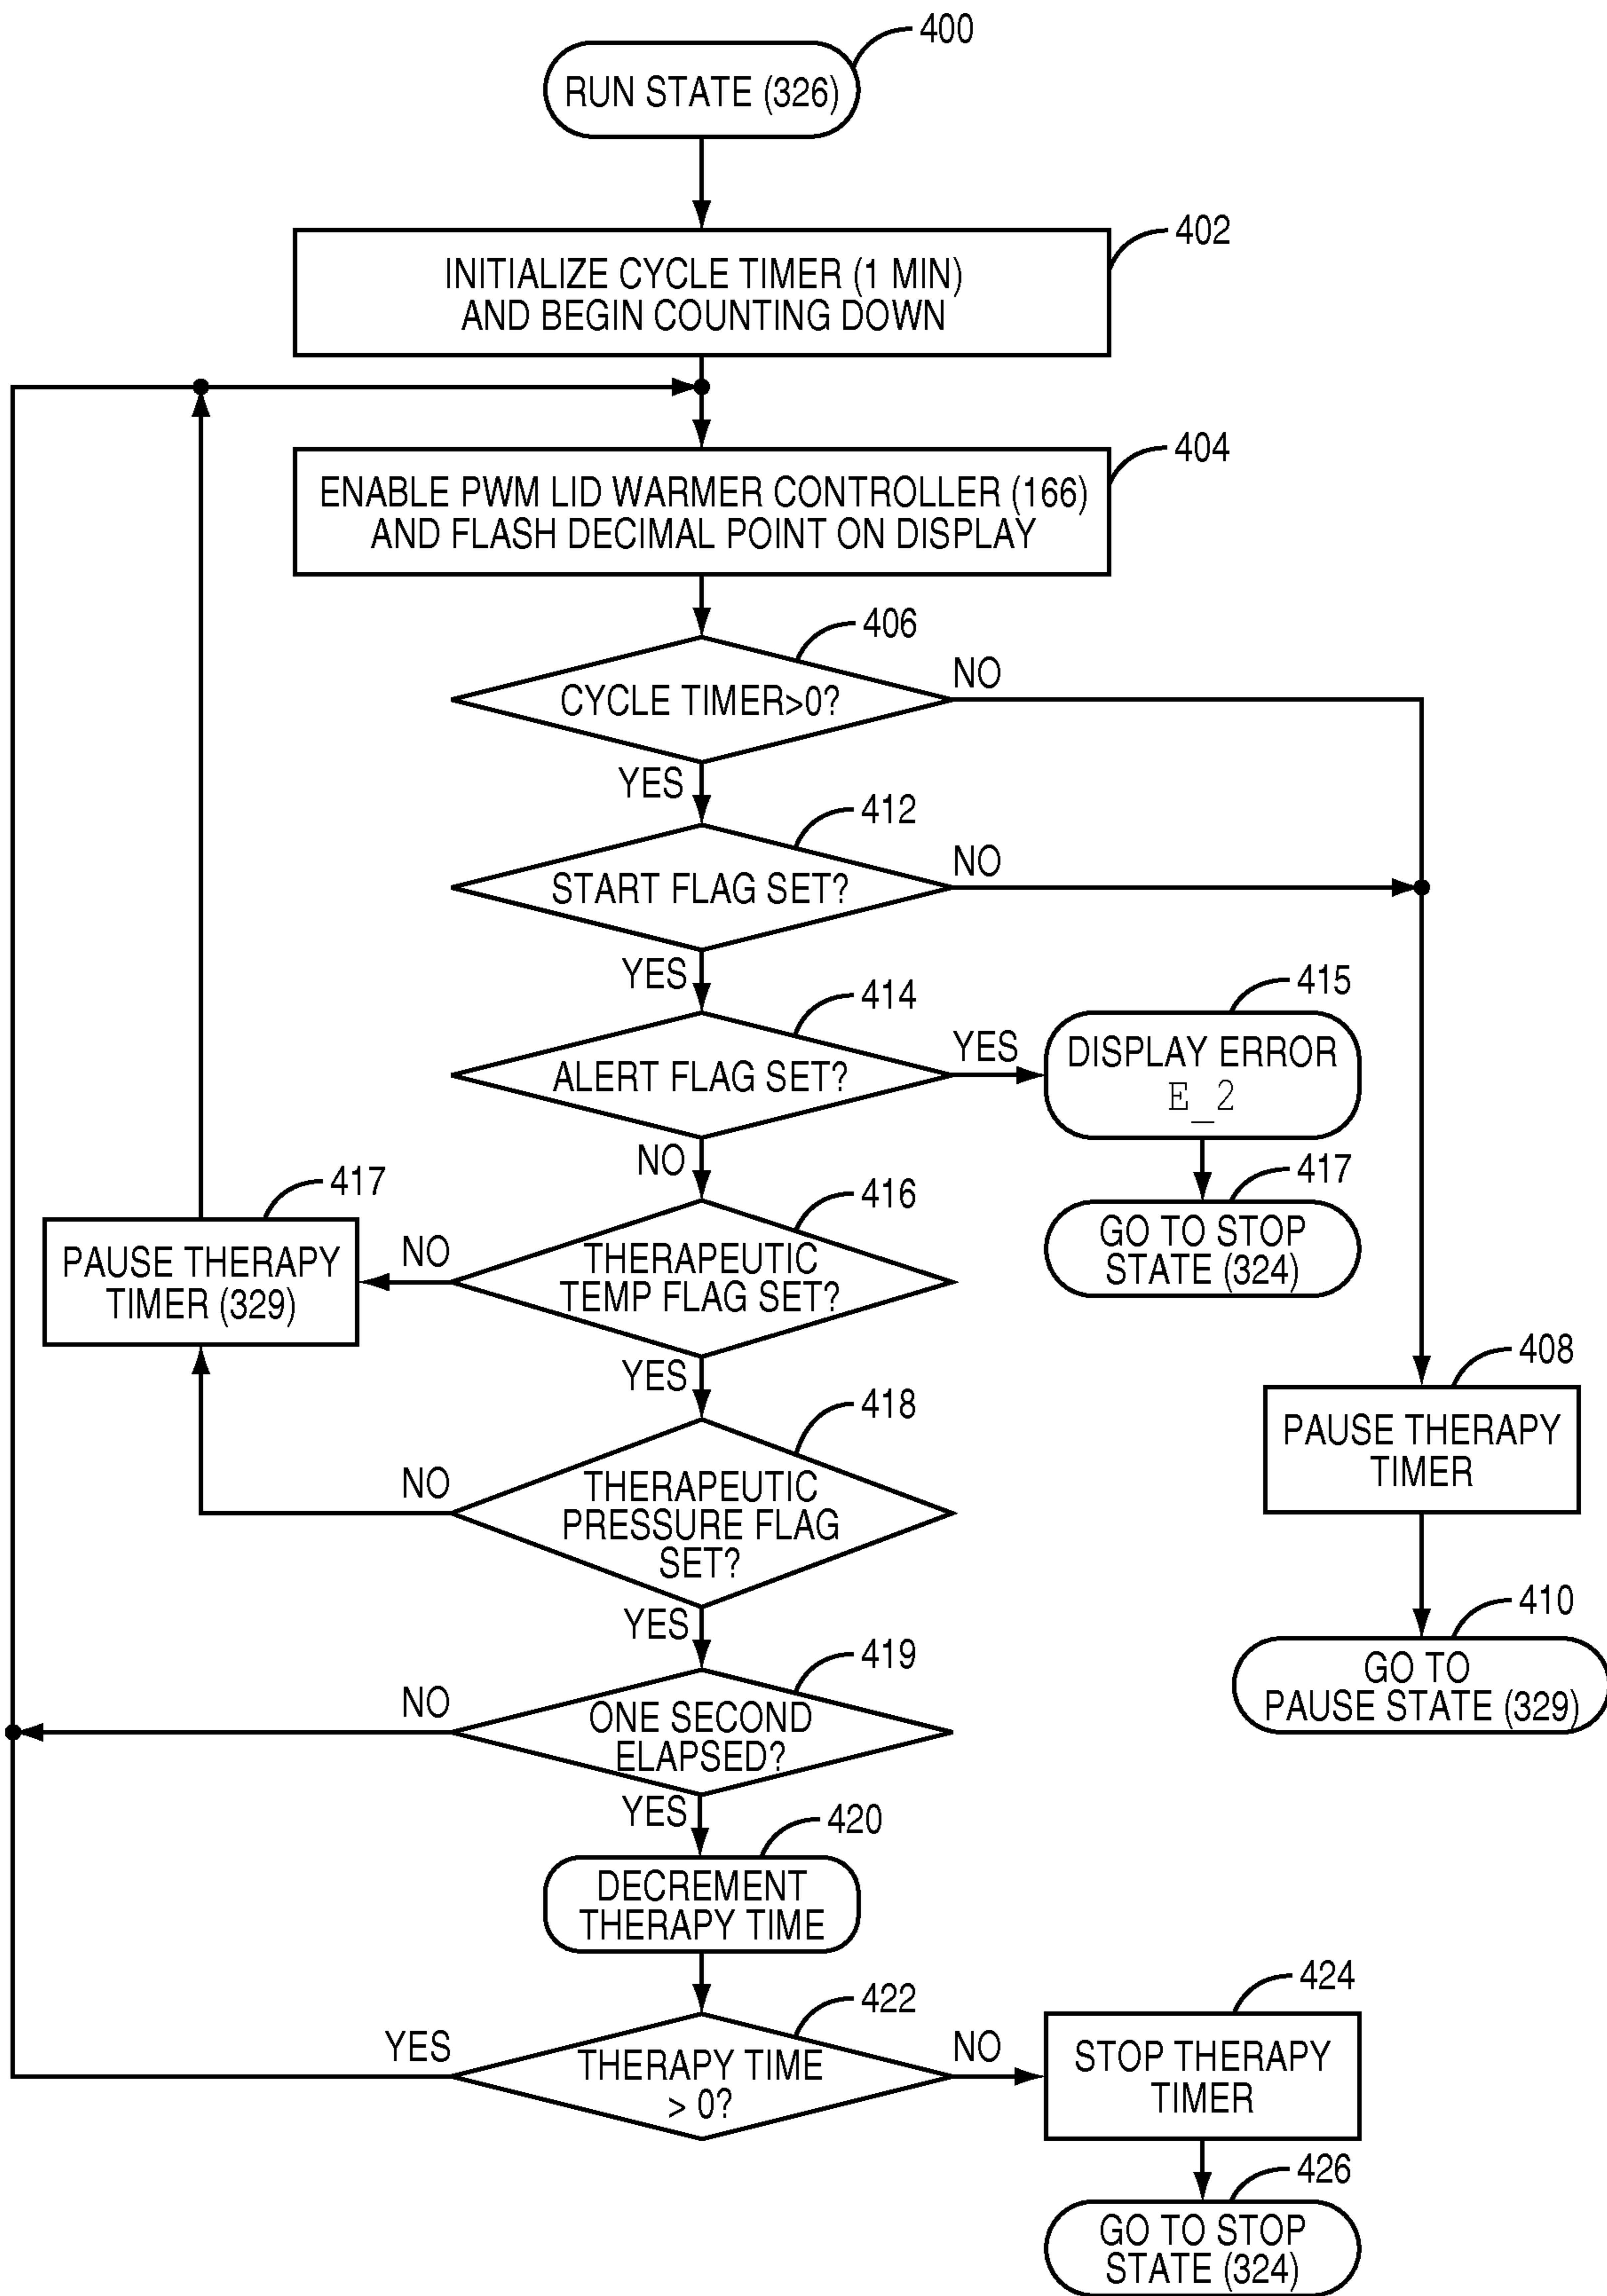 400
RUN STATE (326)
402
INITIALIZE CYCLE TIMER (1 MIN)
AND BEGIN COUNTING DOWN
404
ENABLE PWM LID WARMER CONTROLLER (166)
AND FLASH DECIMAL POINT ON DISPLAY
406
CYCLE TIMER>0?
NO
YES
412
START FLAG SET?
NO
YES
414
ALERT FLAG SET?
YES
415
DISPLAY ERROR
E_2
NO
417
GO TO STOP
STATE (324)
416
THERAPEUTIC
TEMP FLAG SET?
NO
417
PAUSE THERAPY
TIMER (329)
YES
408
PAUSE THERAPY
TIMER
418
THERAPEUTIC
PRESSURE FLAG
SET?
NO
YES
410
GO TO
PAUSE STATE (329)
419
ONE SECOND
ELAPSED?
NO
YES
420
DECREMENT
THERAPY TIME
422
THERAPY TIME
> 0?
YES
NO
424
STOP THERAPY
TIMER
426
GO TO STOP
STATE (324)